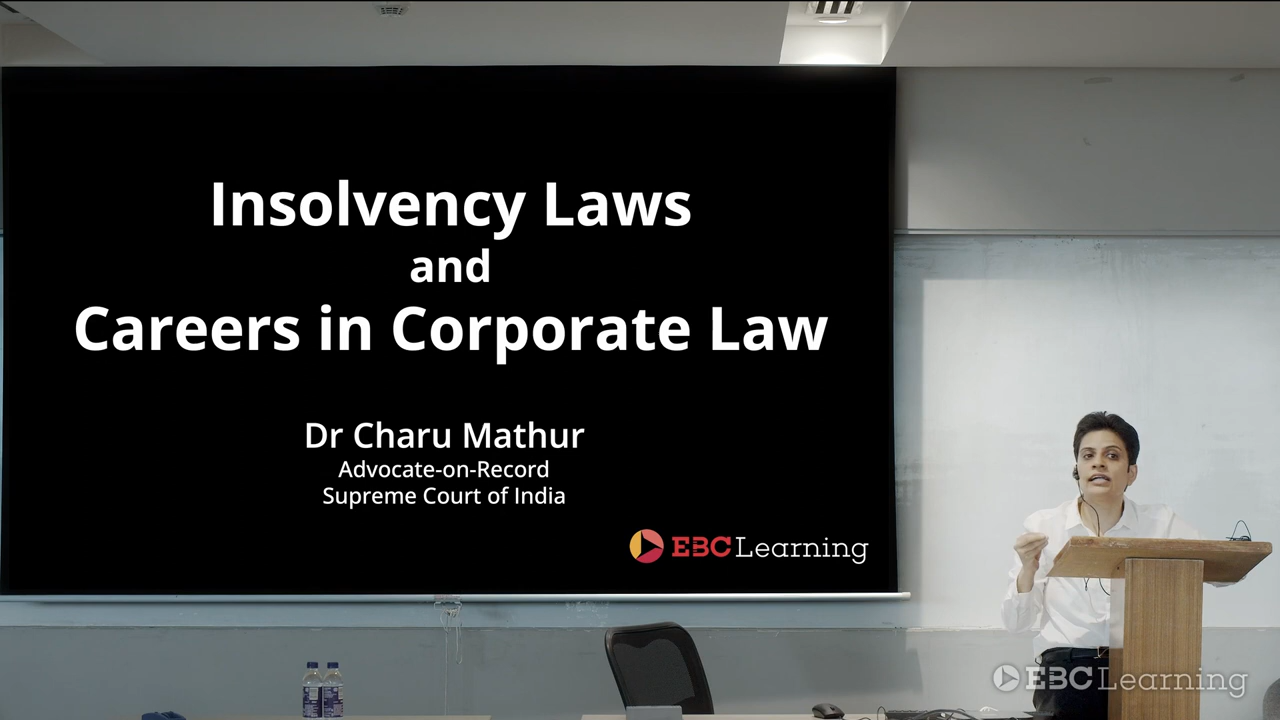 Insolvency Laws
and
Careers in Corporate Law
Dr Charu Mathur
Advocate-on-Record
Supreme Court of India
EBC Learning
EBC Learning